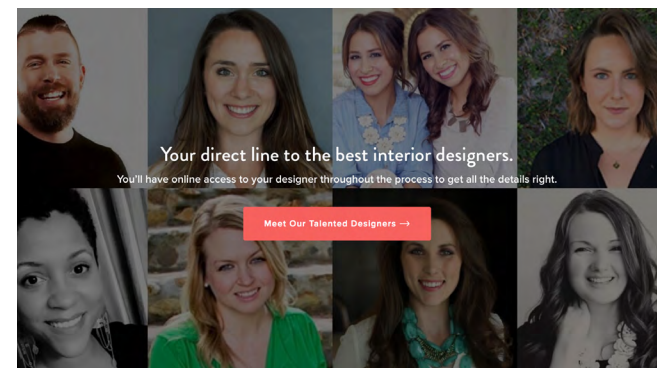 Your direct line to the best interior designers.
You'll have online access to your designer throughout the process to get all the details right.
Meet Our Talented Designers →